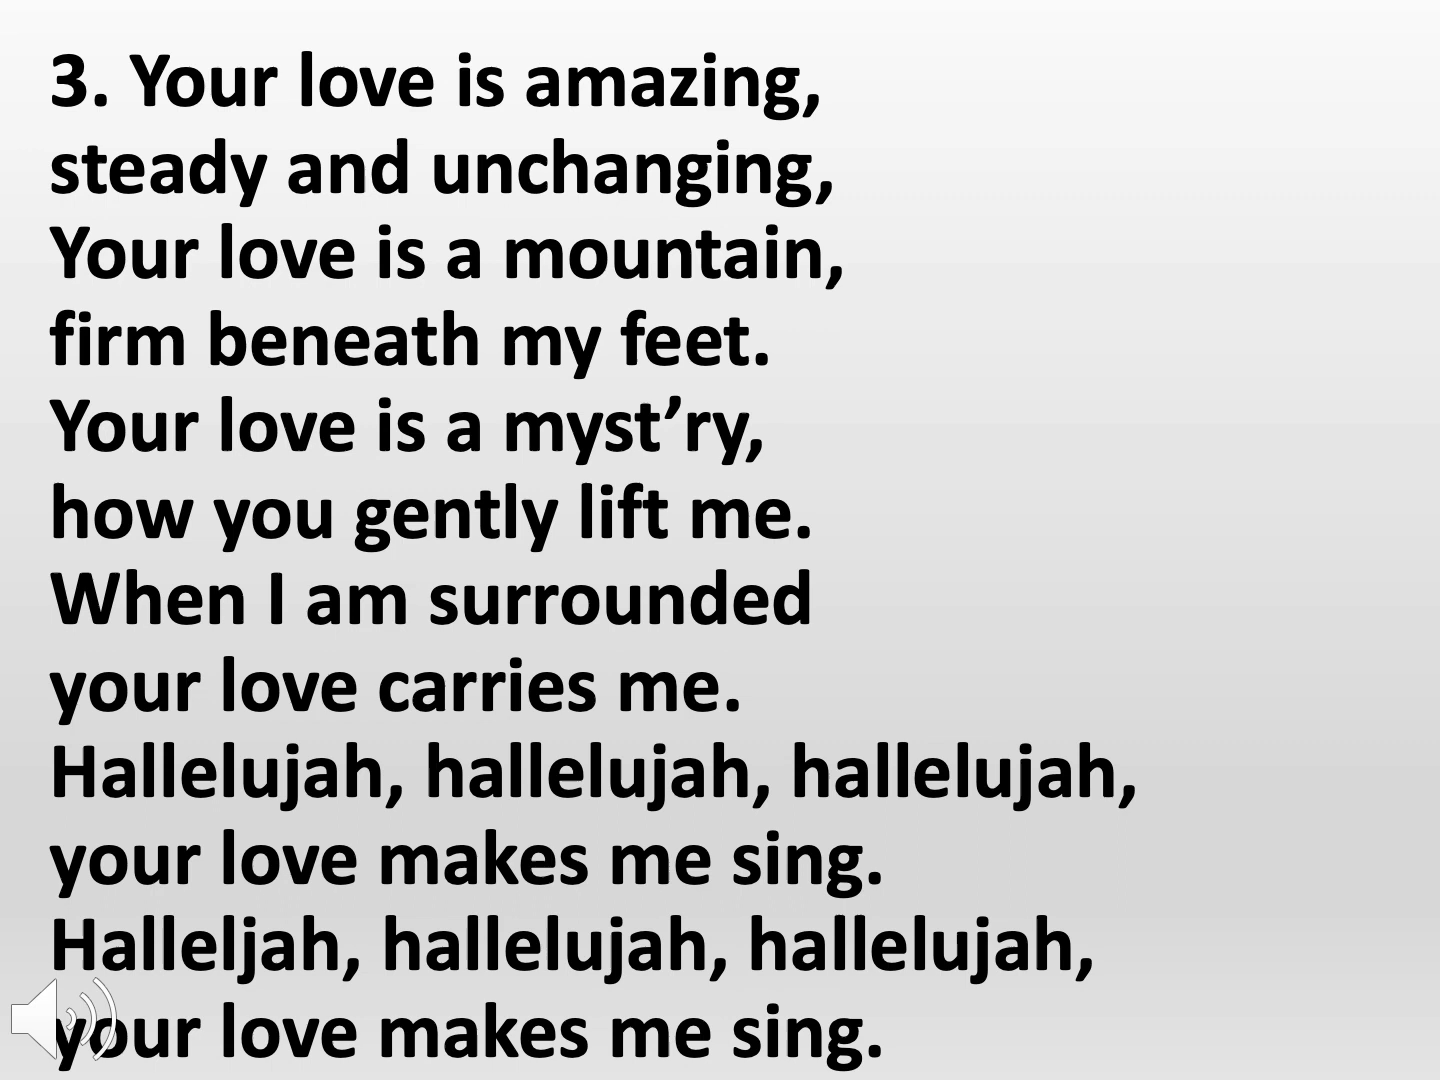 3. Your love is amazing,
steady and unchanging,
Your love is a mountain,
firm beneath my feet.
Your love is a myst’ry,
how you gently lift me.
When I am surrounded
your love carries me.
Hallelujah, hallelujah, hallelujah,
your love makes me sing.
Halleljah, hallelujah, hallelujah,
your love makes me sing.